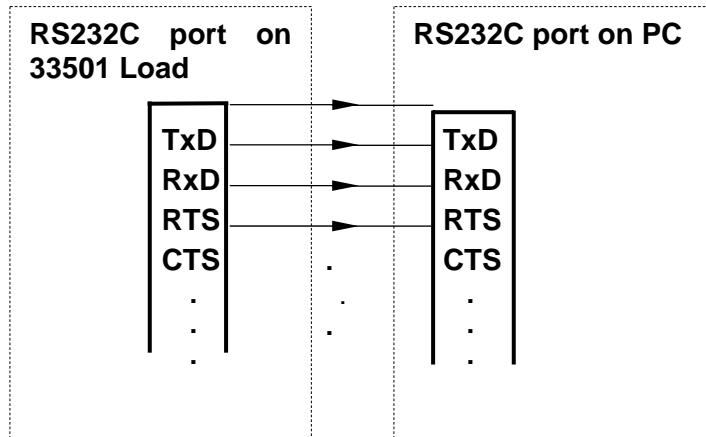 RS232C port on
33501 Load
TxD
RxD
RTS
CTS
.
.
.
.
.
.
RS232C port on PC
TxD
RxD
RTS
CTS
.
.
.